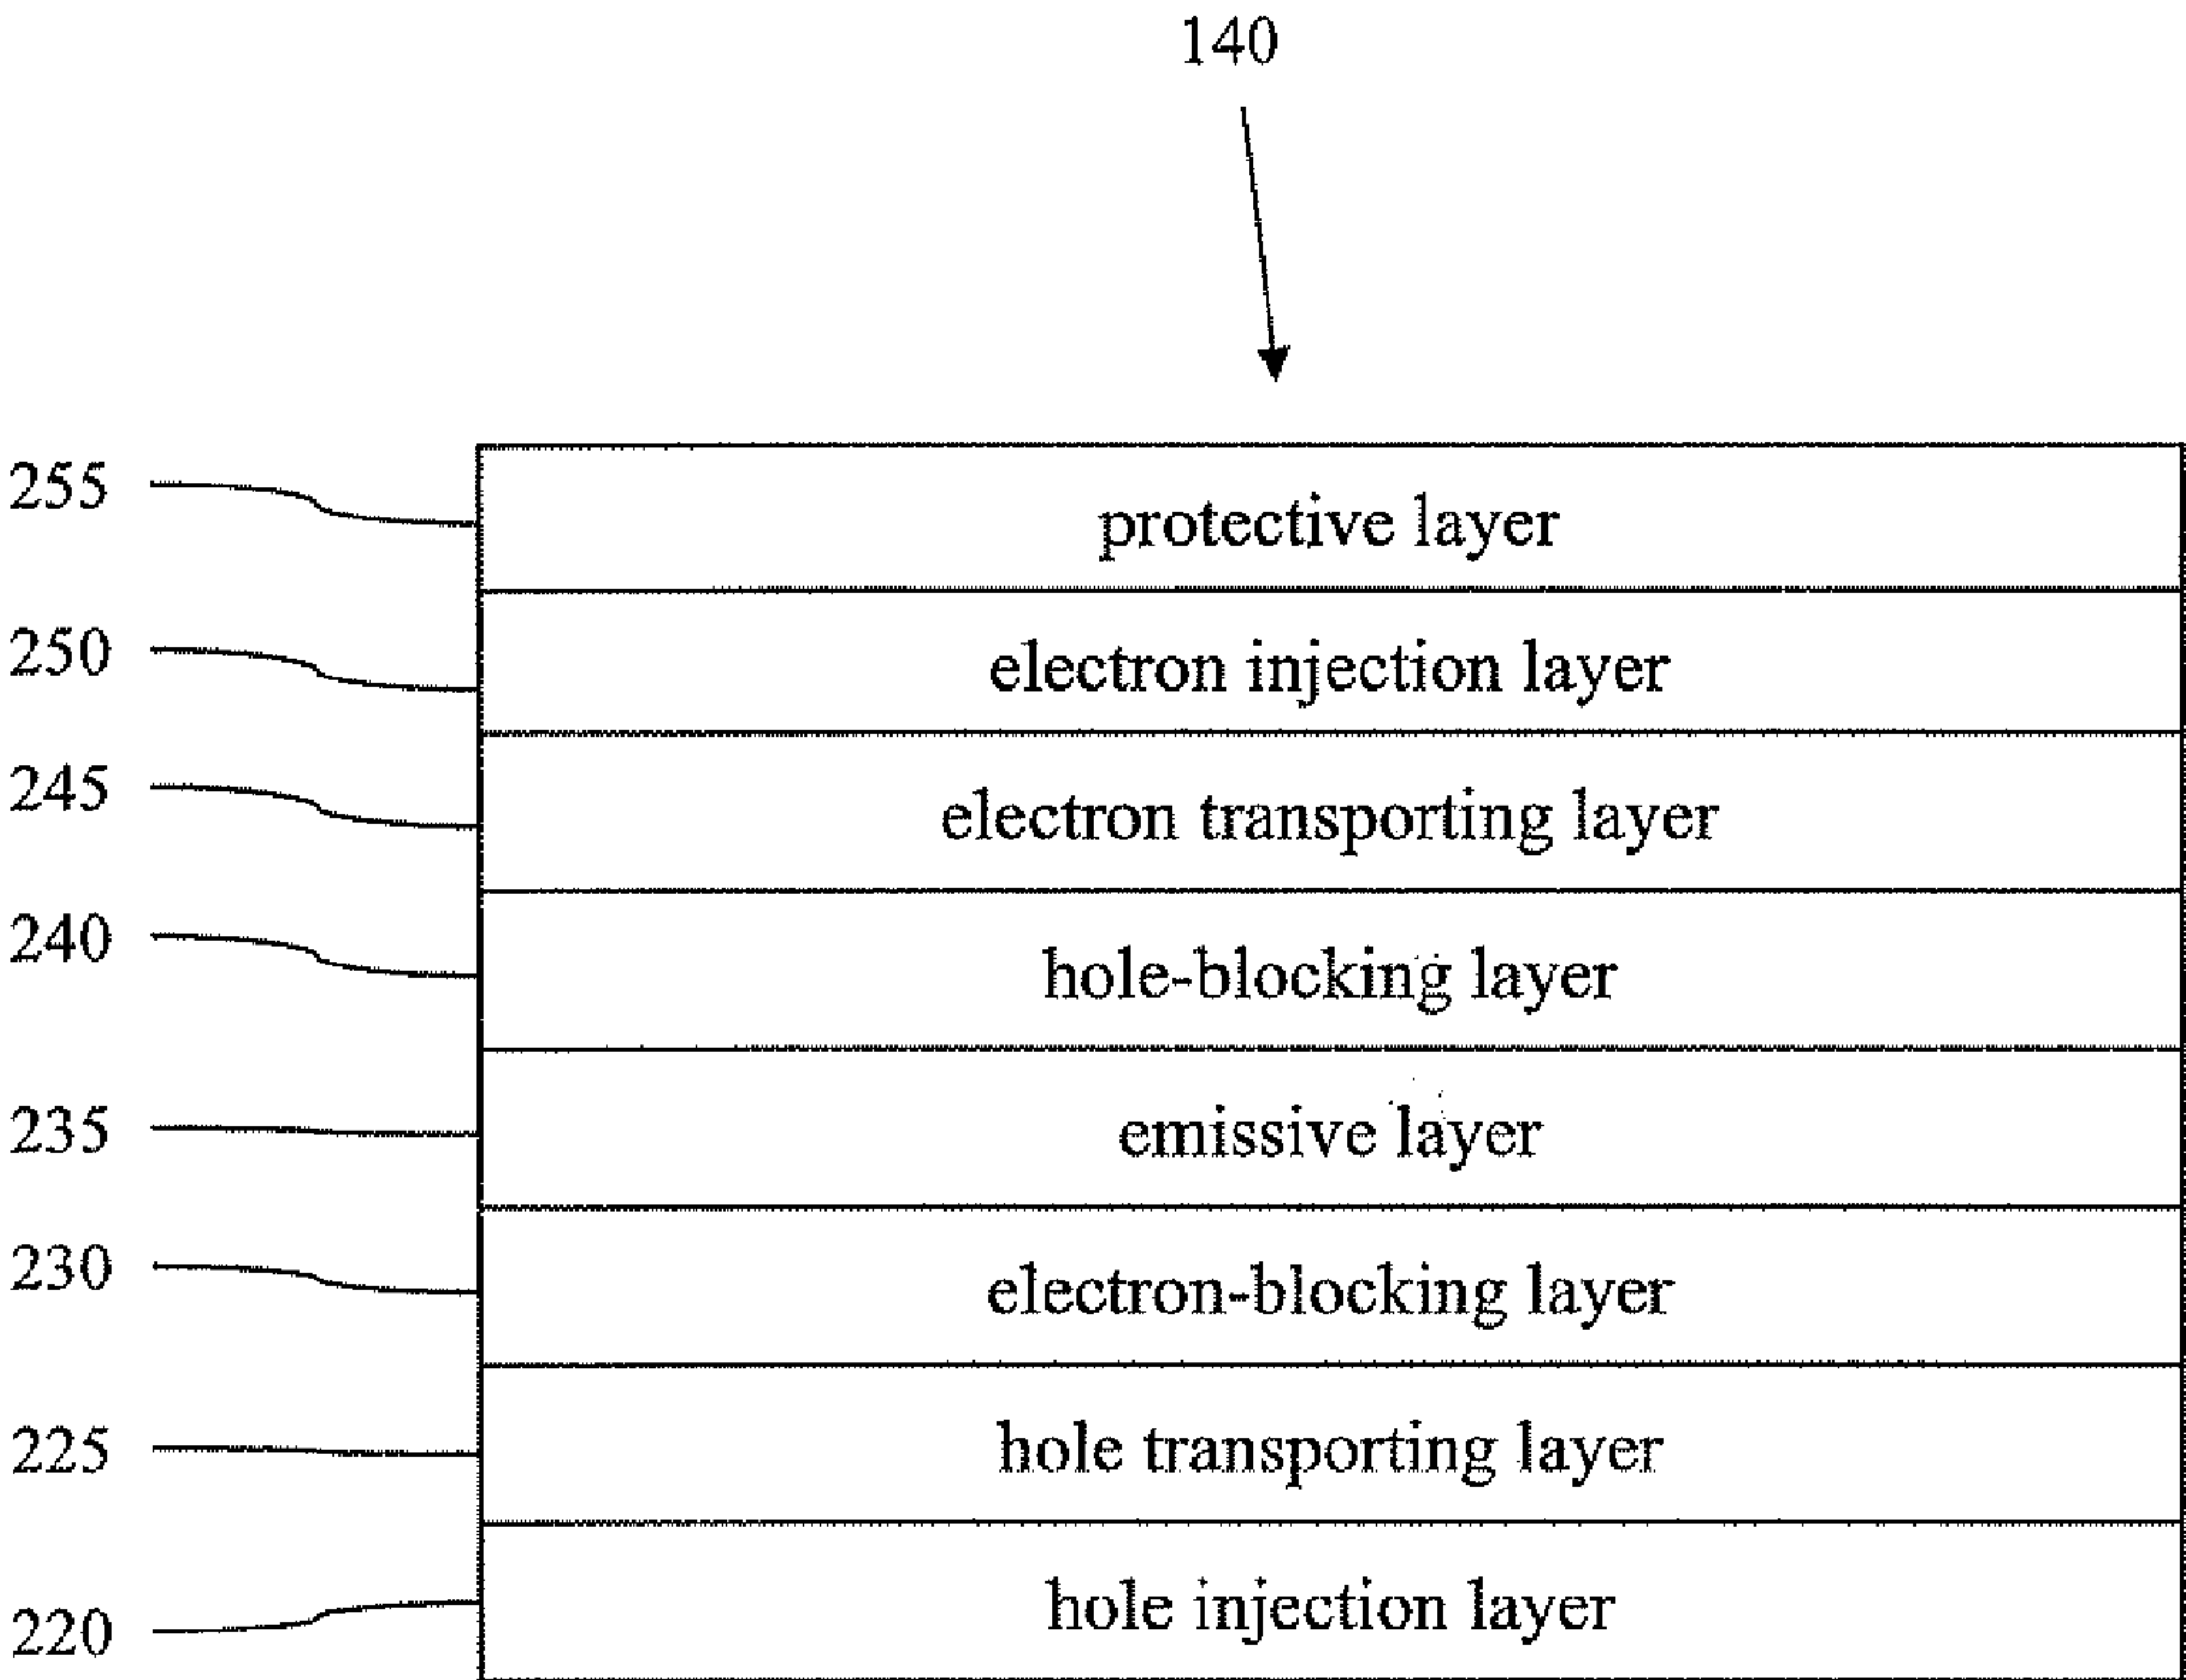 140
255 protective layer
250 electron injection layer
245 electron transporting layer
240 hole-blocking layer
235 emissive layer
230 electron-blocking layer
225 hole transporting layer
220 hole injection layer